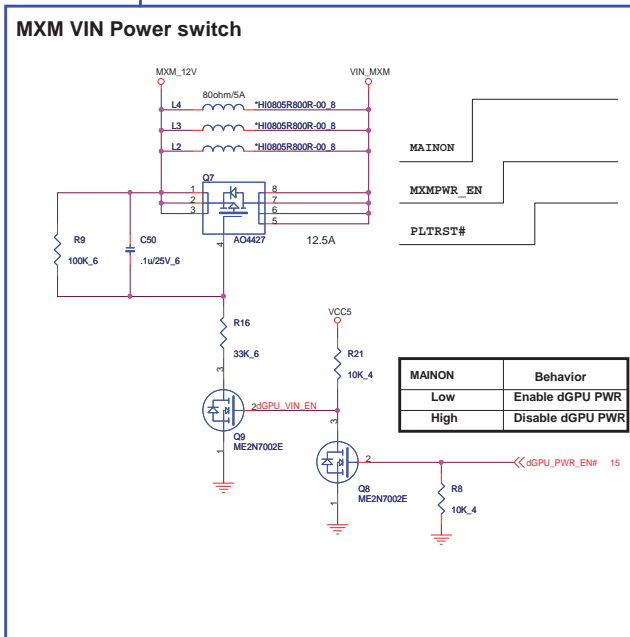 MXM VIN Power switch
MXM_12V
VIN_MXM
80ohm/5A
L4
*HI0805R800R-00_8
L3
*HI0805R800R-00_8
L2
*HI0805R800R-00_8
MAINON
MXMPWR_EN
PLTRST#
Q7
1
2
3
8
7
6
5
4
AO4427
12.5A
R9
100K_6
C50
.1u/25V_6
R16
33K_6
VCC5
R21
10K_4
MAINON Behavior
Low Enable dGPU PWR
High Disable dGPU PWR
3
2
dGPU_VIN_EN
1
Q9
ME2N7002E
3
2
1
Q8
ME2N7002E
dGPU_PWR_EN# 15
R8
10K_4